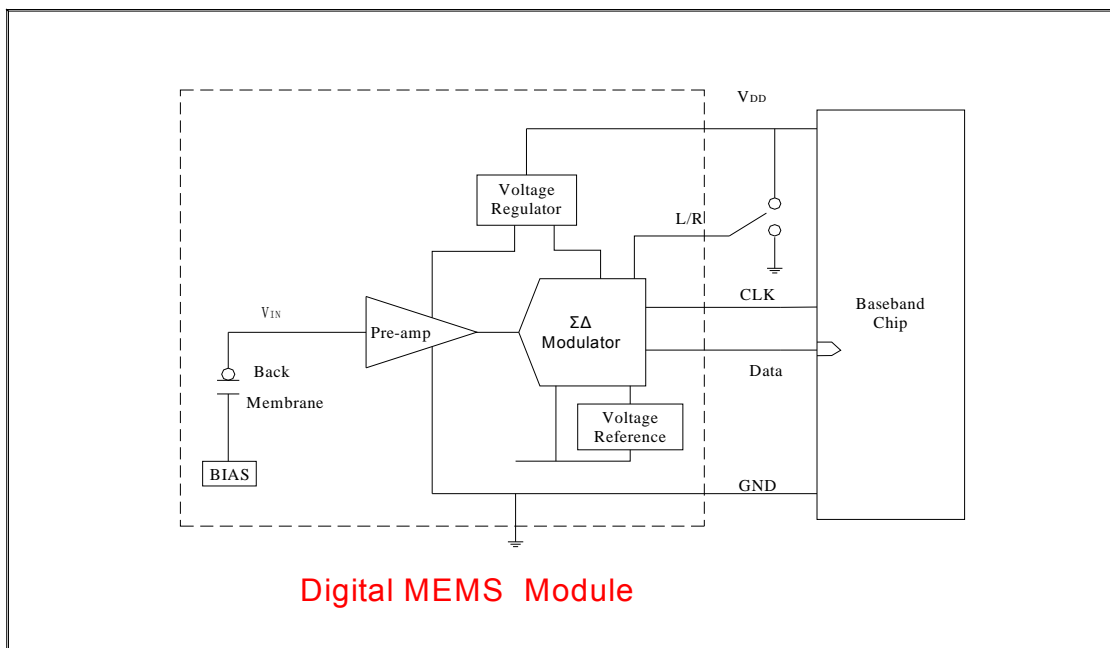 VDD
Voltage
Regulator
L/R
CLK
VIN
Pre-amp
ΣΔ
Modulator
Baseband
Chip
Back
Membrane
Data
Voltage
Reference
BIAS
GND
Digital MEMS Module